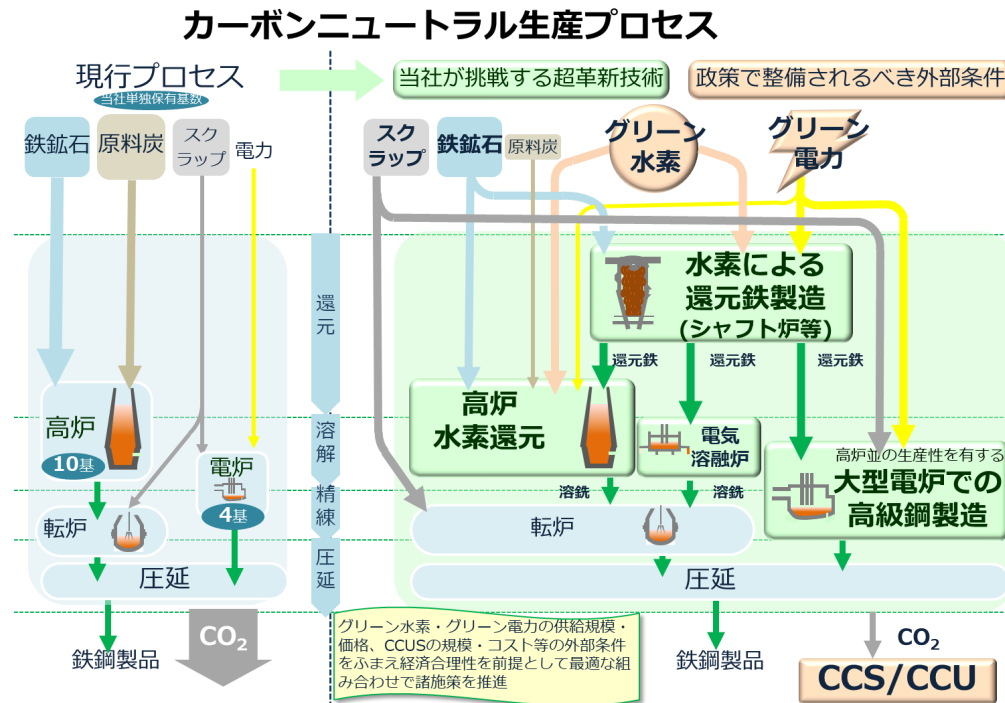 カーボンニュートラル生産プロセス
現行プロセス
当社単独保有基数
当社が挑戦する超革新技術
政策で整備されるべき外部条件
鉄鉱石
原料炭
スク
ラップ
電力
スク
ラップ
鉄鉱石
原料炭
グリーン
水素
グリーン
電力
還元
溶解
精錬
圧延
高炉
10基
電炉
4基
転炉
圧延
鉄鋼製品
CO2
水素による
還元鉄製造
(シャフト炉等)
還元鉄
還元鉄
還元鉄
高炉
水素還元
電気
溶融炉
高炉並の生産性を有する
大型電炉での
高級鋼製造
溶銑
溶銑
転炉
圧延
グリーン水素・グリーン電力の供給規模・
価格、CCUSの規模・コスト等の外部条件
をふまえ経済合理性を前提として最適な組
み合わせで諸施策を推進
鉄鋼製品
CO2
CCS/CCU